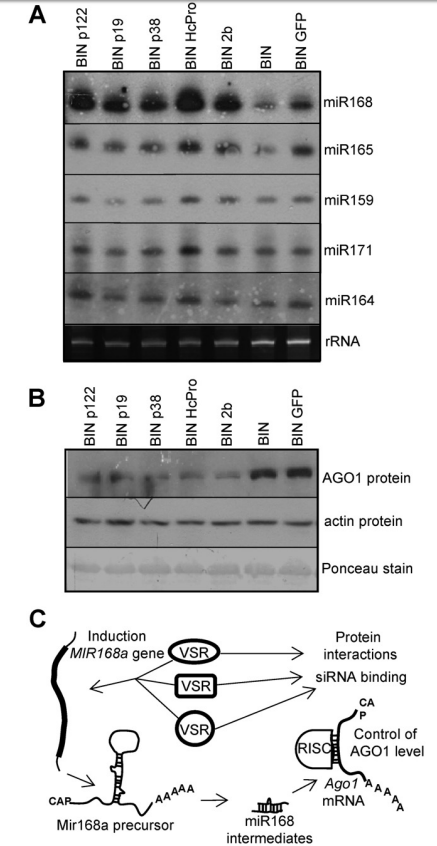 A
BIN p122
BIN p19
BIN p38
BIN HcPro
BIN 2b
BIN
BIN GFP
miR168
miR165
miR159
miR171
miR164
rRNA
B
BIN p122
BIN p19
BIN p38
BIN HcPro
BIN 2b
BIN
BIN GFP
AGO1 protein
actin protein
Ponceau stain
C
Induction
MIR168a gene
VSR
VSR
VSR
Protein
interactions
siRNA binding
CA
P
RISC
Control of
AGO1 level
Ago1
mRNA
AAAAA
CAP
AAAAA
Mir168a precursor
miR168
intermediates